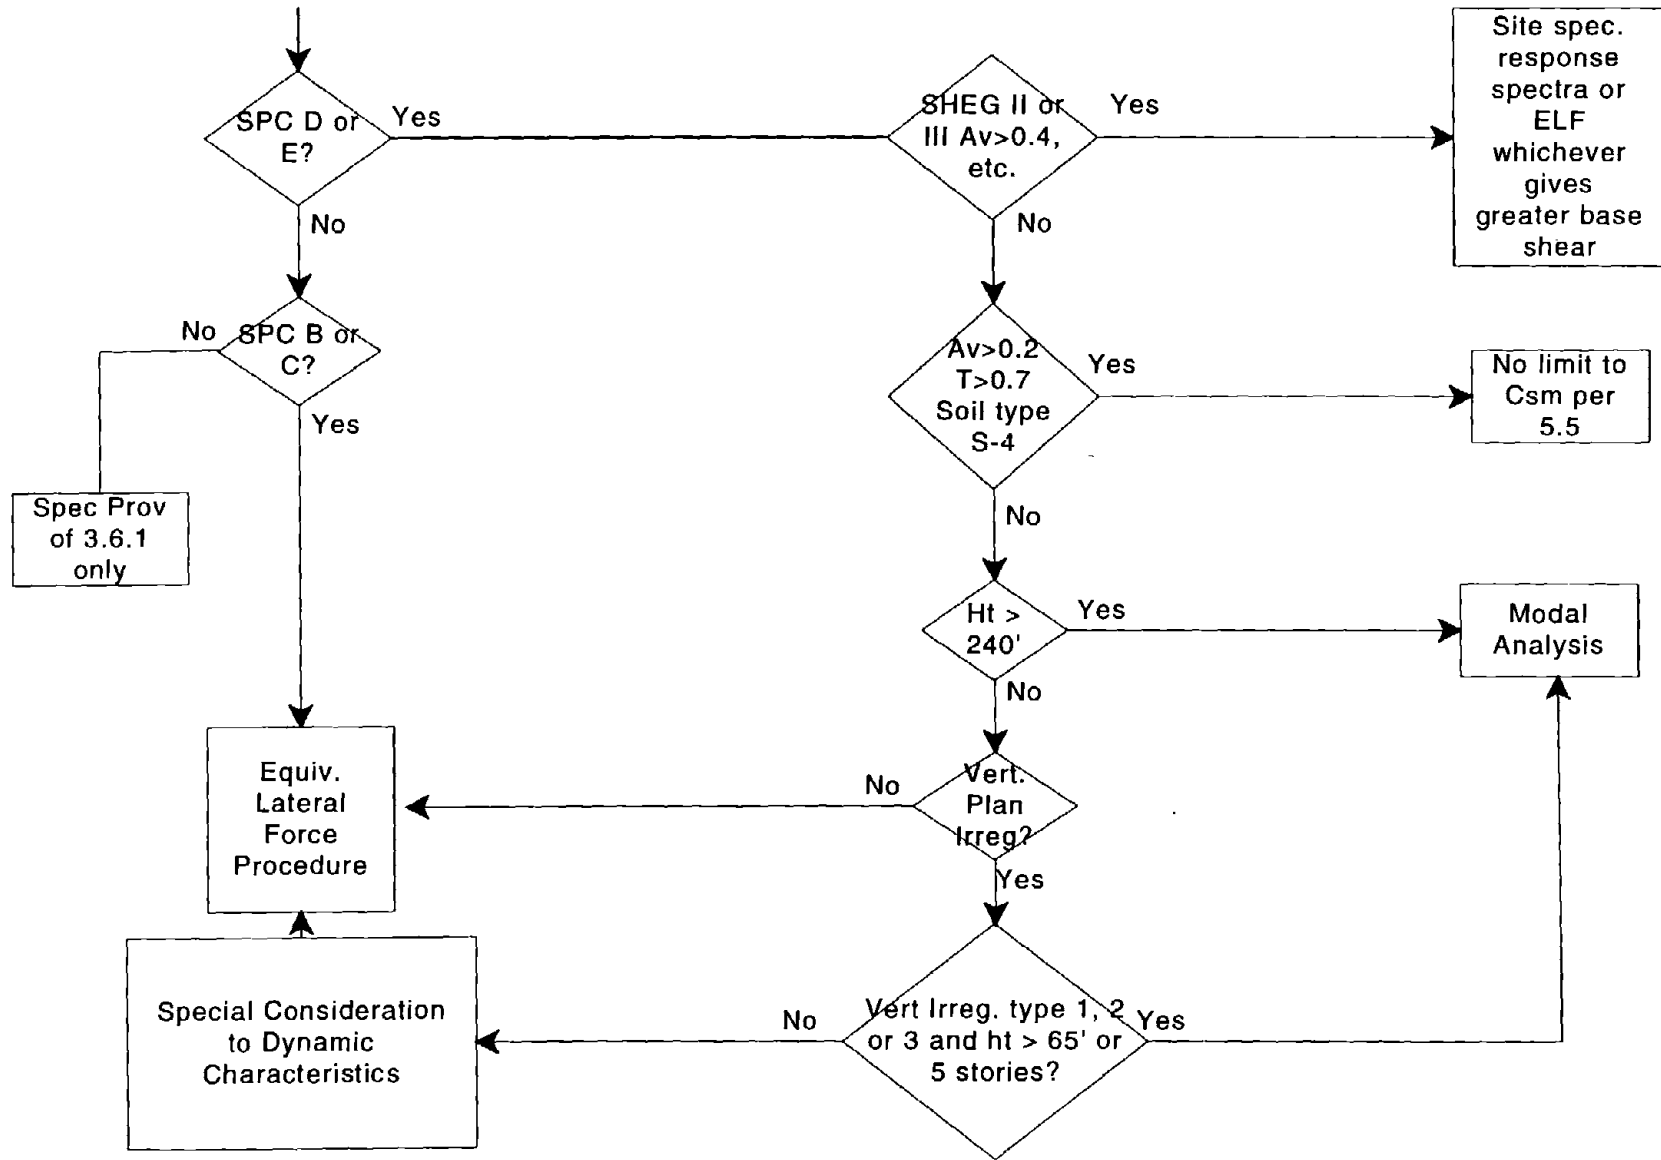 SPC D or
E?
Yes
No
SHEG II or
III Av>0.4,
etc.
Yes
No
Site spec.
response
spectra or
ELF
whichever
gives
greater base
shear
SPC B or
C?
No
Yes
Spec Prov
of 3.6.1
only
Av>0.2
T>0.7
Soil type
S-4
Yes
No
No limit to
Csm per
5.5
Ht >
240'
Yes
No
Modal
Analysis
Vert.
Plan
Irreg?
No
Yes
Equiv.
Lateral
Force
Procedure
Vert Irreg. type 1, 2
or 3 and ht > 65' or
5 stories?
No
Yes
Special Consideration
to Dynamic
Characteristics